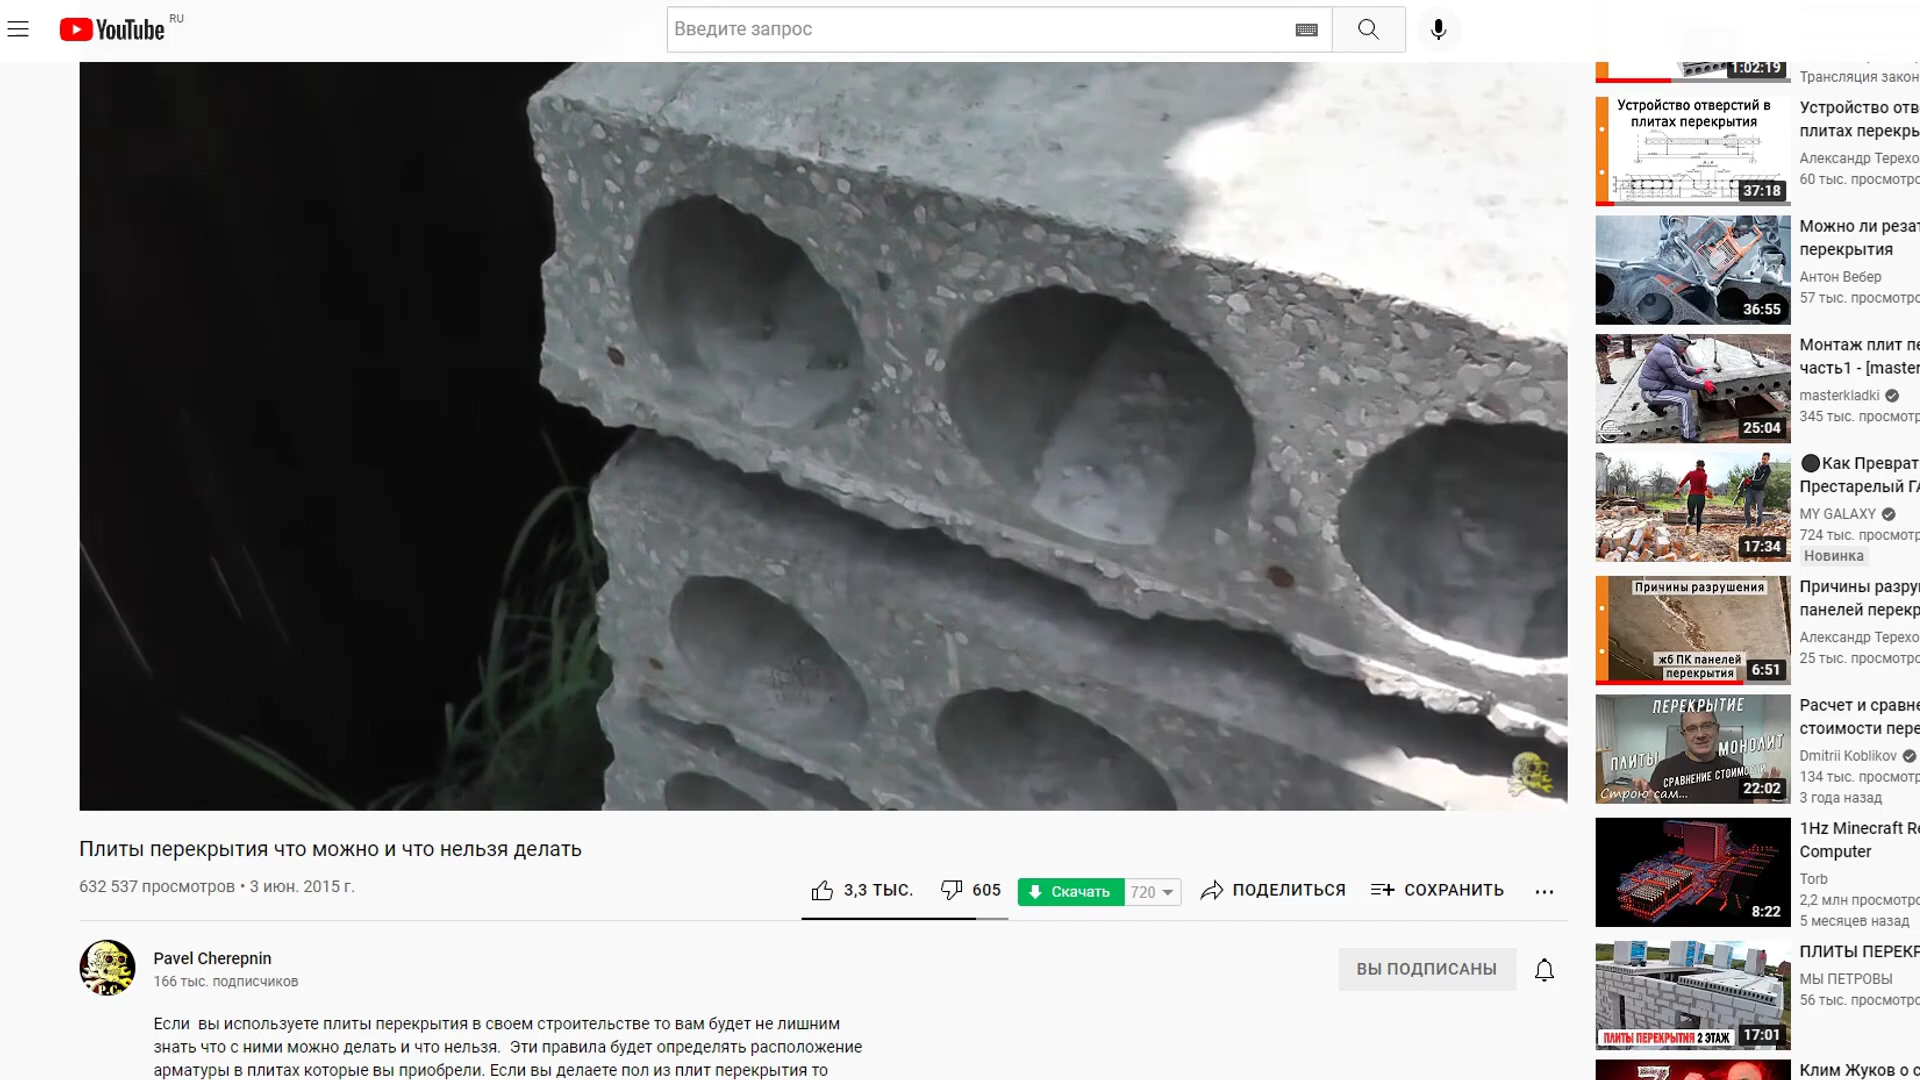 YouTube RU
Введите запрос
Плиты перекрытия что можно и что нельзя делать
632 537 просмотров • 3 июн. 2015 г.
3,3 ТЫС.
605
Скачать
720
ПОДЕЛИТЬСЯ
СОХРАНИТЬ
Pavel Cherepnin
166 тыс. подписчиков
ВЫ ПОДПИСАНЫ
Если вы используете плиты перекрытия в своем строительстве то вам будет не лишним
знать что с ними можно делать и что нельзя. Эти правила будет определять расположение
арматуры в плитах которые вы приобрели. Если вы делаете пол из плит перекрытия то
P.C.
1:02:19
Трансляция закон
Устройство отверстий в
плитах перекрытия
37:18
Устройство отв
плитах перекры
Александр Терехо
60 тыс. просмотро
36:55
Можно ли резат
перекрытия
Антон Вебер
57 тыс. просмотро
25:04
Монтаж плит пе
часть1 - [master
masterkladki
345 тыс. просмотр
17:34
Как Преврат
Престарелый ГА
MY GALAXY
724 тыс. просмотр
Новинка
Причины разрушения
жб ПК панелей
перекрытия
6:51
Причины разру
панелей перекр
Александр Терехо
25 тыс. просмотро
ПЕРЕКРЫТИЕ
ПЛИТЫ
МОНОЛИТ
СРАВНЕНИЕ СТОИМО
Строю сам...
22:02
Расчет и сравне
стоимости пере
Dmitrii Koblikov
134 тыс. просмотр
3 года назад
8:22
1Hz Minecraft Re
Computer
Torb
2,2 млн просмотро
5 месяцев назад
ПЛИТЫ ПЕРЕКРЫТИЯ 2 ЭТАЖ
17:01
ПЛИТЫ ПЕРЕКР
МЫ ПЕТРОВЫ
56 тыс. просмотро
Клим Жуков о с